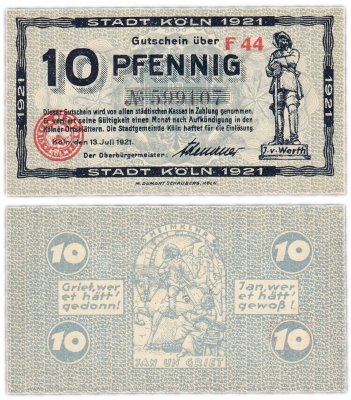 STADT KÖLN 1921
Gutschein über
F 44
10 PFENNIG
Dieser Gutschein wird von allen städtischen Kassen in Zahlung genommen.
Er verliert seine Gültigkeit einen Monat nach Aufkündigung in den
Kölner Ortsblättern. Die Stadtgemeinde Köln haftet für die Einlösung.
Köln, den 13. Juli 1921.
Der Oberbürgermeister:
Adenauer
J. v. Werth
1921
1921
STADT KÖLN 1921
M. DUMONT SCHAUBERG, KÖLN.
HEIMKEHR
10
10
Griet, wer
et hätt'
gedonn!
Jan, wer
et hätt'
gewoß!
10
10
JAN UN GRIET